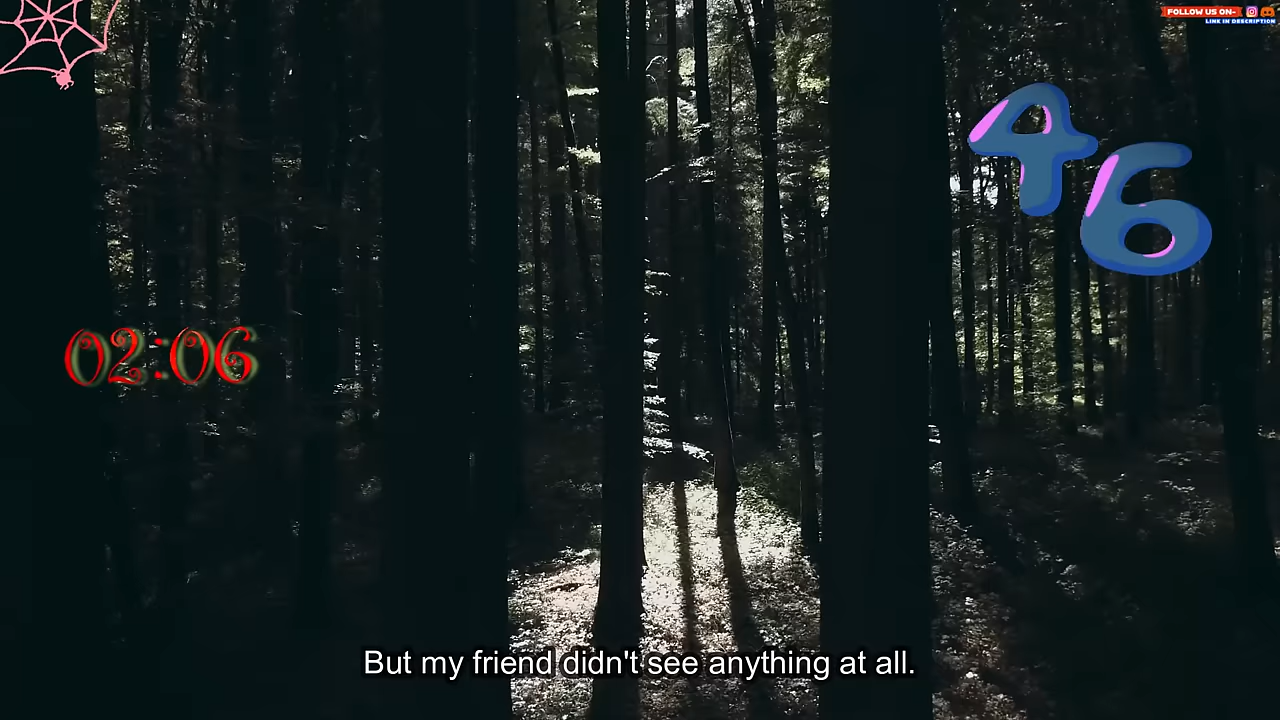 FOLLOW US ON-
LINK IN DESCRIPTION
46
02:06
But my friend didn't see anything at all.